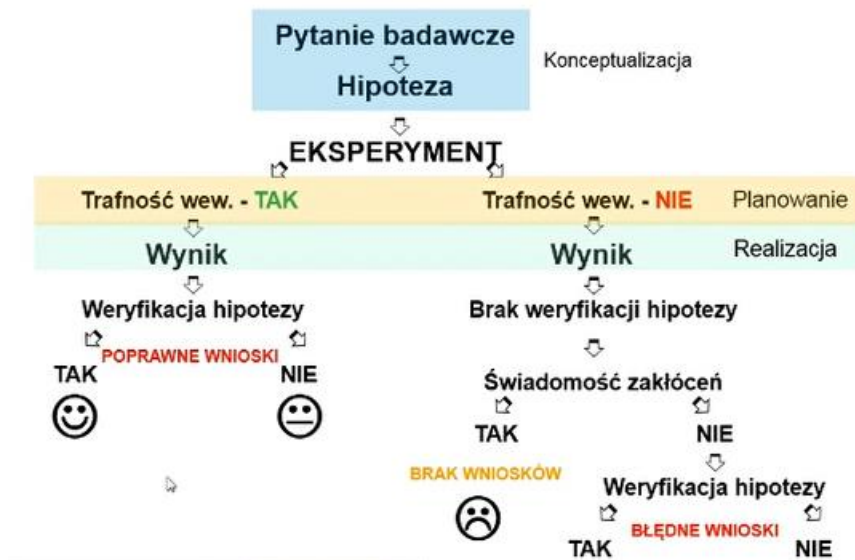 Pytanie badawcze
Konceptualizacja
Hipoteza
EKSPERYMENT
Trafność wew. - TAK
Trafność wew. - NIE
Planowanie
Wynik
Wynik
Realizacja
Weryfikacja hipotezy
Brak weryfikacji hipotezy
POPRAWNE WNIOSKI
TAK
NIE
Świadomość zakłóceń
TAK
NIE
BRAK WNIOSKÓW
Weryfikacja hipotezy
BŁĘDNE WNIOSKI
TAK
NIE